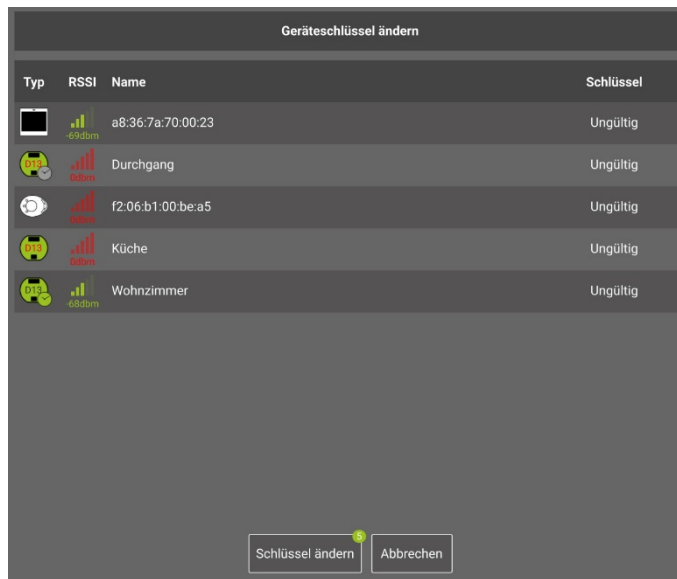 Geräteschlüssel ändern
Typ RSSI Name Schlüssel
-69dbm a8:36:7a:70:00:23 Ungültig
D13 0dbm Durchgang Ungültig
0dbm f2:06:b1:00:be:a5 Ungültig
D13 0dbm Küche Ungültig
D13 -68dbm Wohnzimmer Ungültig
5
Schlüssel ändern Abbrechen